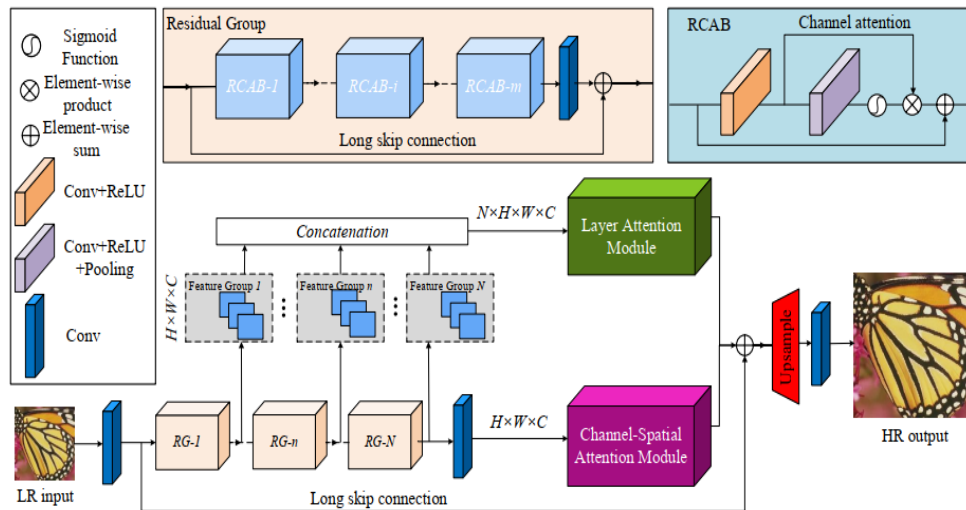 Sigmoid
Function
Element-wise
product
Element-wise
sum
Conv+ReLU
Conv+ReLU
+Pooling
Conv
Residual Group
RCAB-1
RCAB-i
RCAB-m
Long skip connection
RCAB
Channel attention
N×H×W×C
Concatenation
Layer Attention
Module
H×W×C
Feature Group 1
Feature Group n
Feature Group N
Upsample
RG-1
RG-n
RG-N
H×W×C
Channel-Spatial
Attention Module
HR output
LR input
Long skip connection